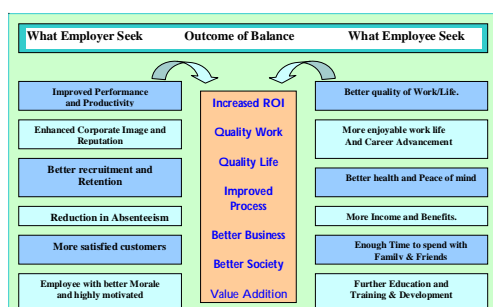 What Employer Seek
Outcome of Balance
What Employee Seek
Improved Performance
and Productivity
Enhanced Corporate Image and
Reputation
Better recruitment and
Retention
Reduction in Absenteeism
More satisfied customers
Employee with better Morale
and highly motivated
Increased ROI
Quality Work
Quality Life
Improved
Process
Better Business
Better Society
Value Addition
Better quality of Work/Life.
More enjoyable work life
And Career Advancement
Better health and Peace of mind
More Income and Benefits.
Enough Time to spend with
Family & Friends
Further Education and
Training & Development